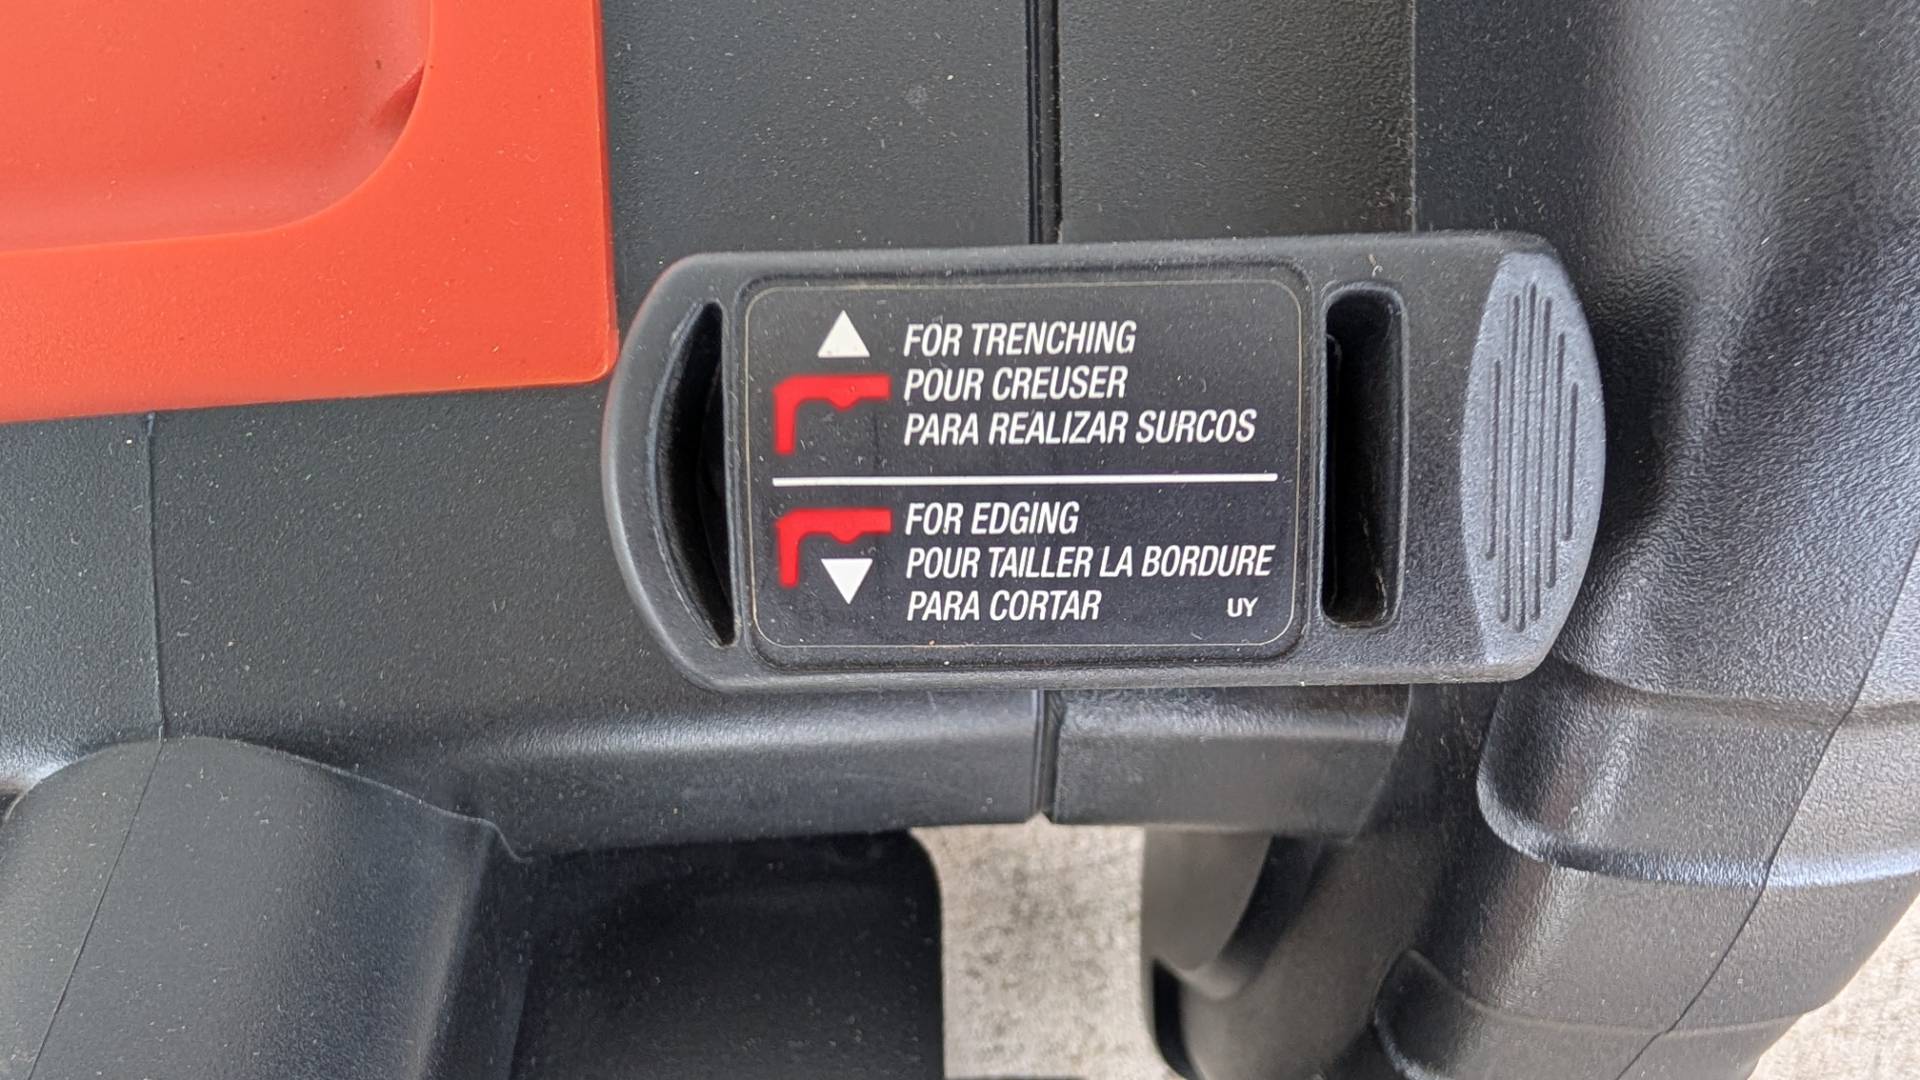 FOR TRENCHING
POUR CREUSER
PARA REALIZAR SURCOS
FOR EDGING
POUR TAILLER LA BORDURE
PARA CORTAR UY